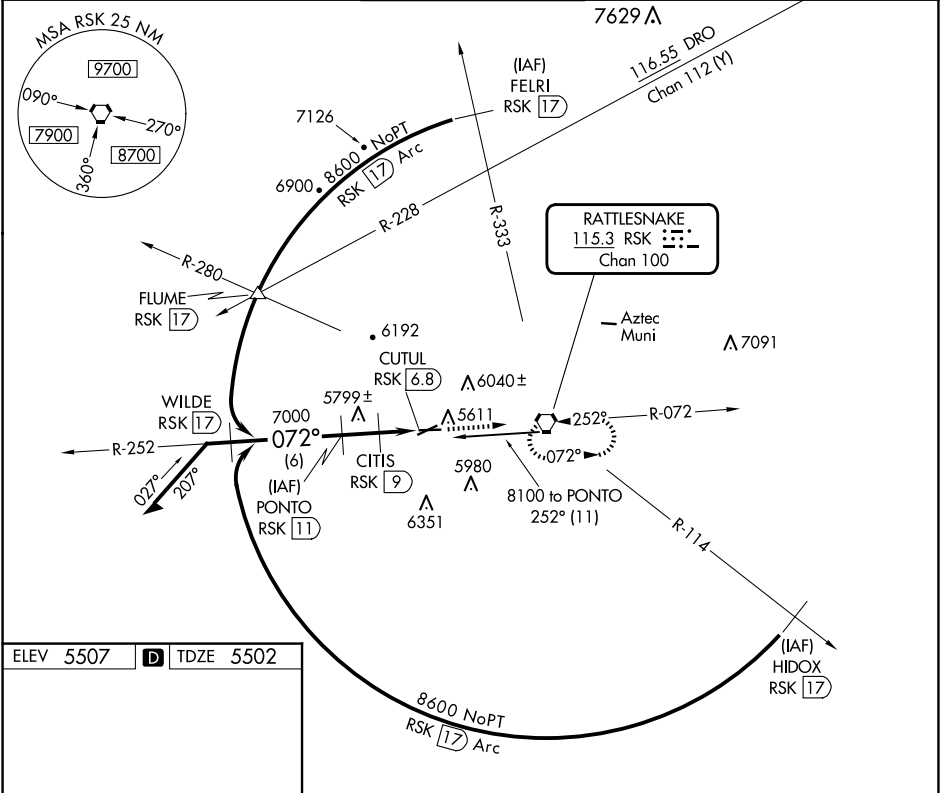 MSA RSK 25 NM
9700
090°
270°
7900
8700
360°
7629
116.55 DRO
Chan 112 (Y)
(IAF)
FELRI
RSK 17
7126
8600 NoPT
RSK 17 Arc
6900
R-228
R-333
RATTLESNAKE
115.3 RSK
Chan 100
R-280
FLUME
RSK 17
6192
Aztec
Muni
7091
CUTUL
RSK 6.8
6040±
5799±
5611
WILDE
RSK 17
7000
072°
(6)
R-252
252°
R-072
072°
027°
207°
(IAF)
PONTO
RSK 11
CITIS
RSK 9
5980
6351
8100 to PONTO
252° (11)
R-114
(IAF)
HIDOX
RSK 17
ELEV 5507 D TDZE 5502
8600 NoPT
RSK 17 Arc